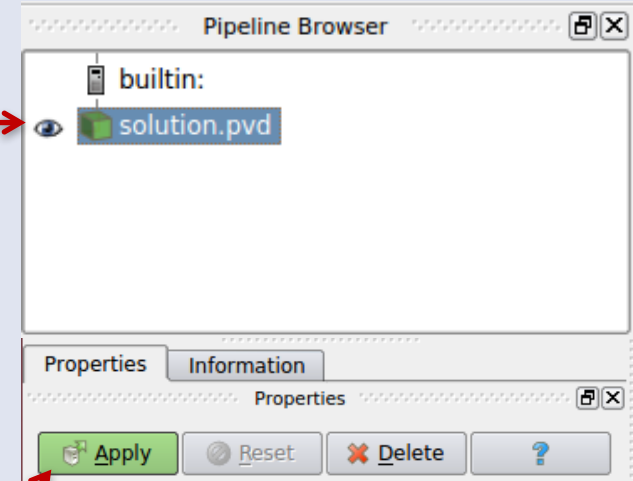 Pipeline Browser
builtin:
solution.pvd
Properties Information
Properties
Apply Reset Delete ?